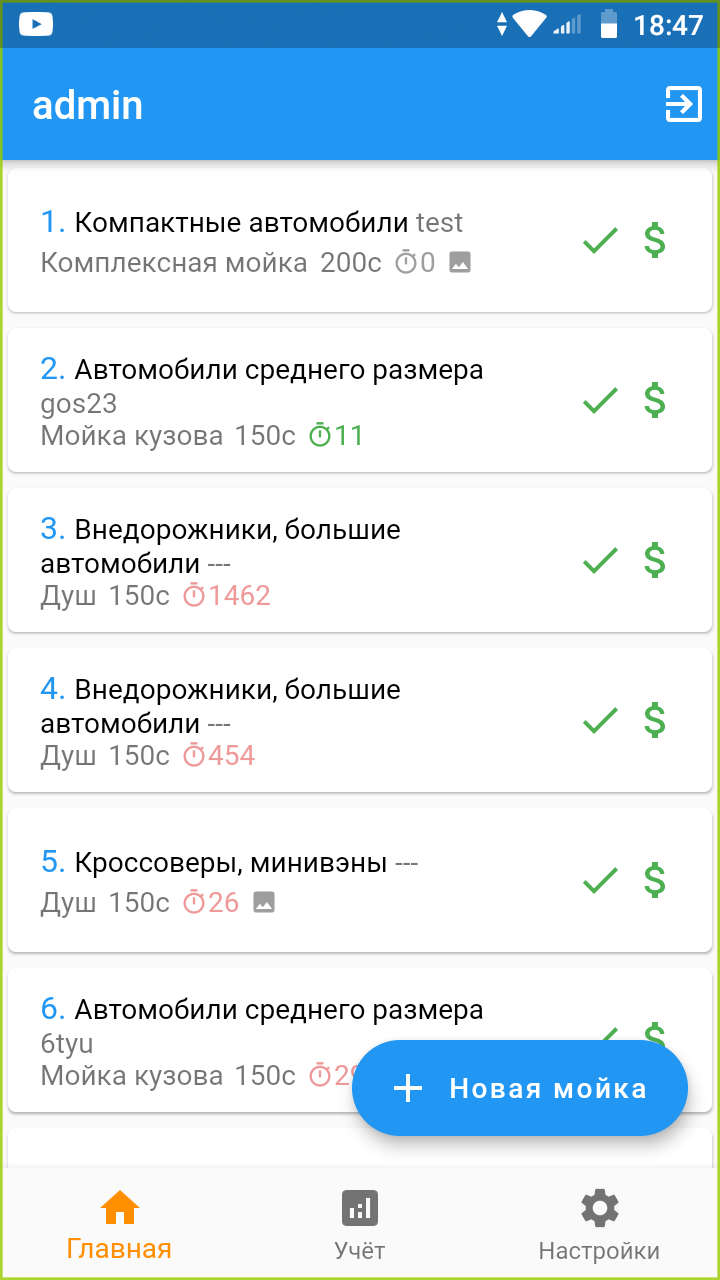 18:47
admin
1. Компактные автомобили test
Комплексная мойка 200с 0
2. Автомобили среднего размера
gos23
Мойка кузова 150с 11
3. Внедорожники, большие
автомобили ---
Душ 150с 1462
4. Внедорожники, большие
автомобили ---
Душ 150с 454
5. Кроссоверы, минивэны ---
Душ 150с 26
6. Автомобили среднего размера
6tyu
Мойка кузова 150с
+ Новая мойка
Главная
Учёт
Настройки